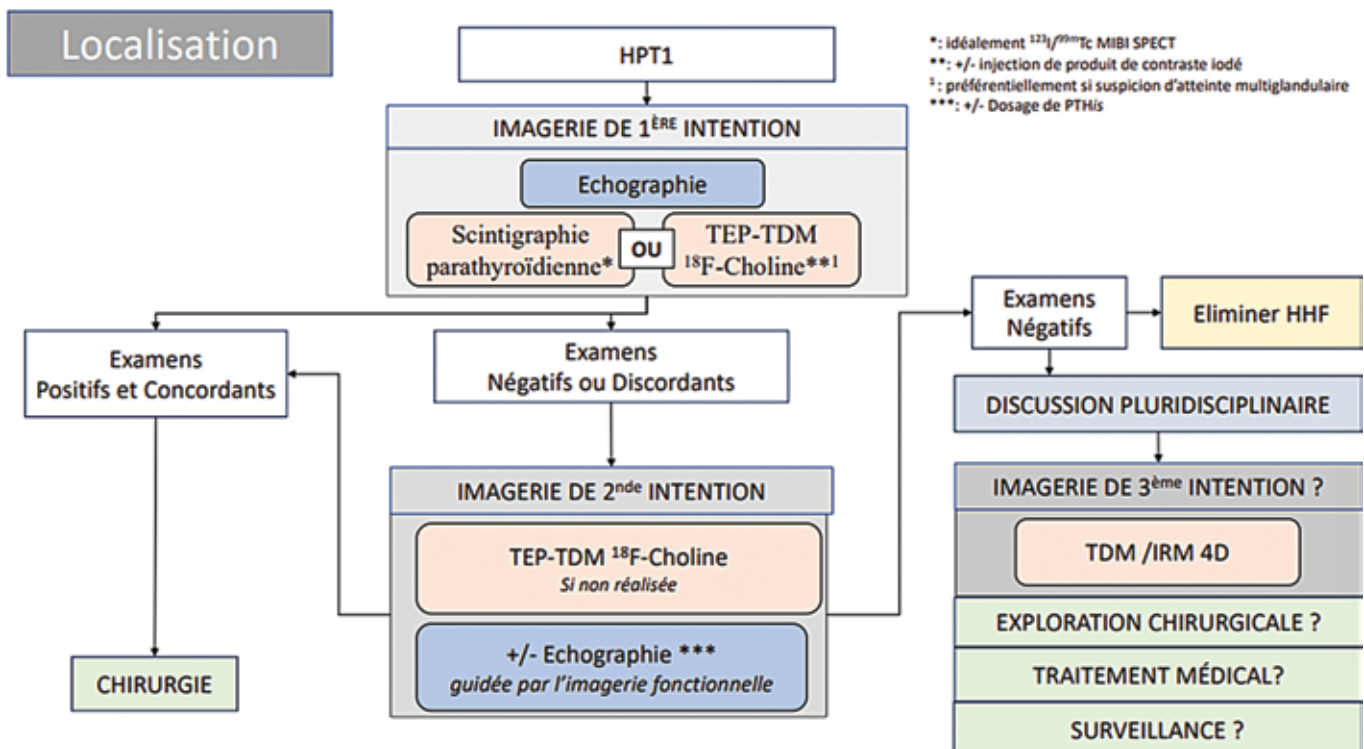 Localisation
HPT1
*: idéalement ¹²³I/⁹⁹ᵐTc MIBI SPECT
**: +/- injection de produit de contraste iodé
¹ : préférentiellement si suspicion d'atteinte multiglandulaire
***: +/- Dosage de PTHis
IMAGERIE DE 1ÈRE INTENTION
Echographie
Scintigraphie
parathyroïdienne*
OU
TEP-TDM
¹⁸F-Choline**¹
Examens
Positifs et Concordants
Examens
Négatifs ou Discordants
Examens
Négatifs
Eliminer HHF
DISCUSSION PLURIDISCIPLINAIRE
IMAGERIE DE 2nde INTENTION
TEP-TDM ¹⁸F-Choline
Si non réalisée
+/- Echographie ***
guidée par l'imagerie fonctionnelle
IMAGERIE DE 3ème INTENTION ?
TDM /IRM 4D
EXPLORATION CHIRURGICALE ?
TRAITEMENT MÉDICAL?
SURVEILLANCE ?
CHIRURGIE